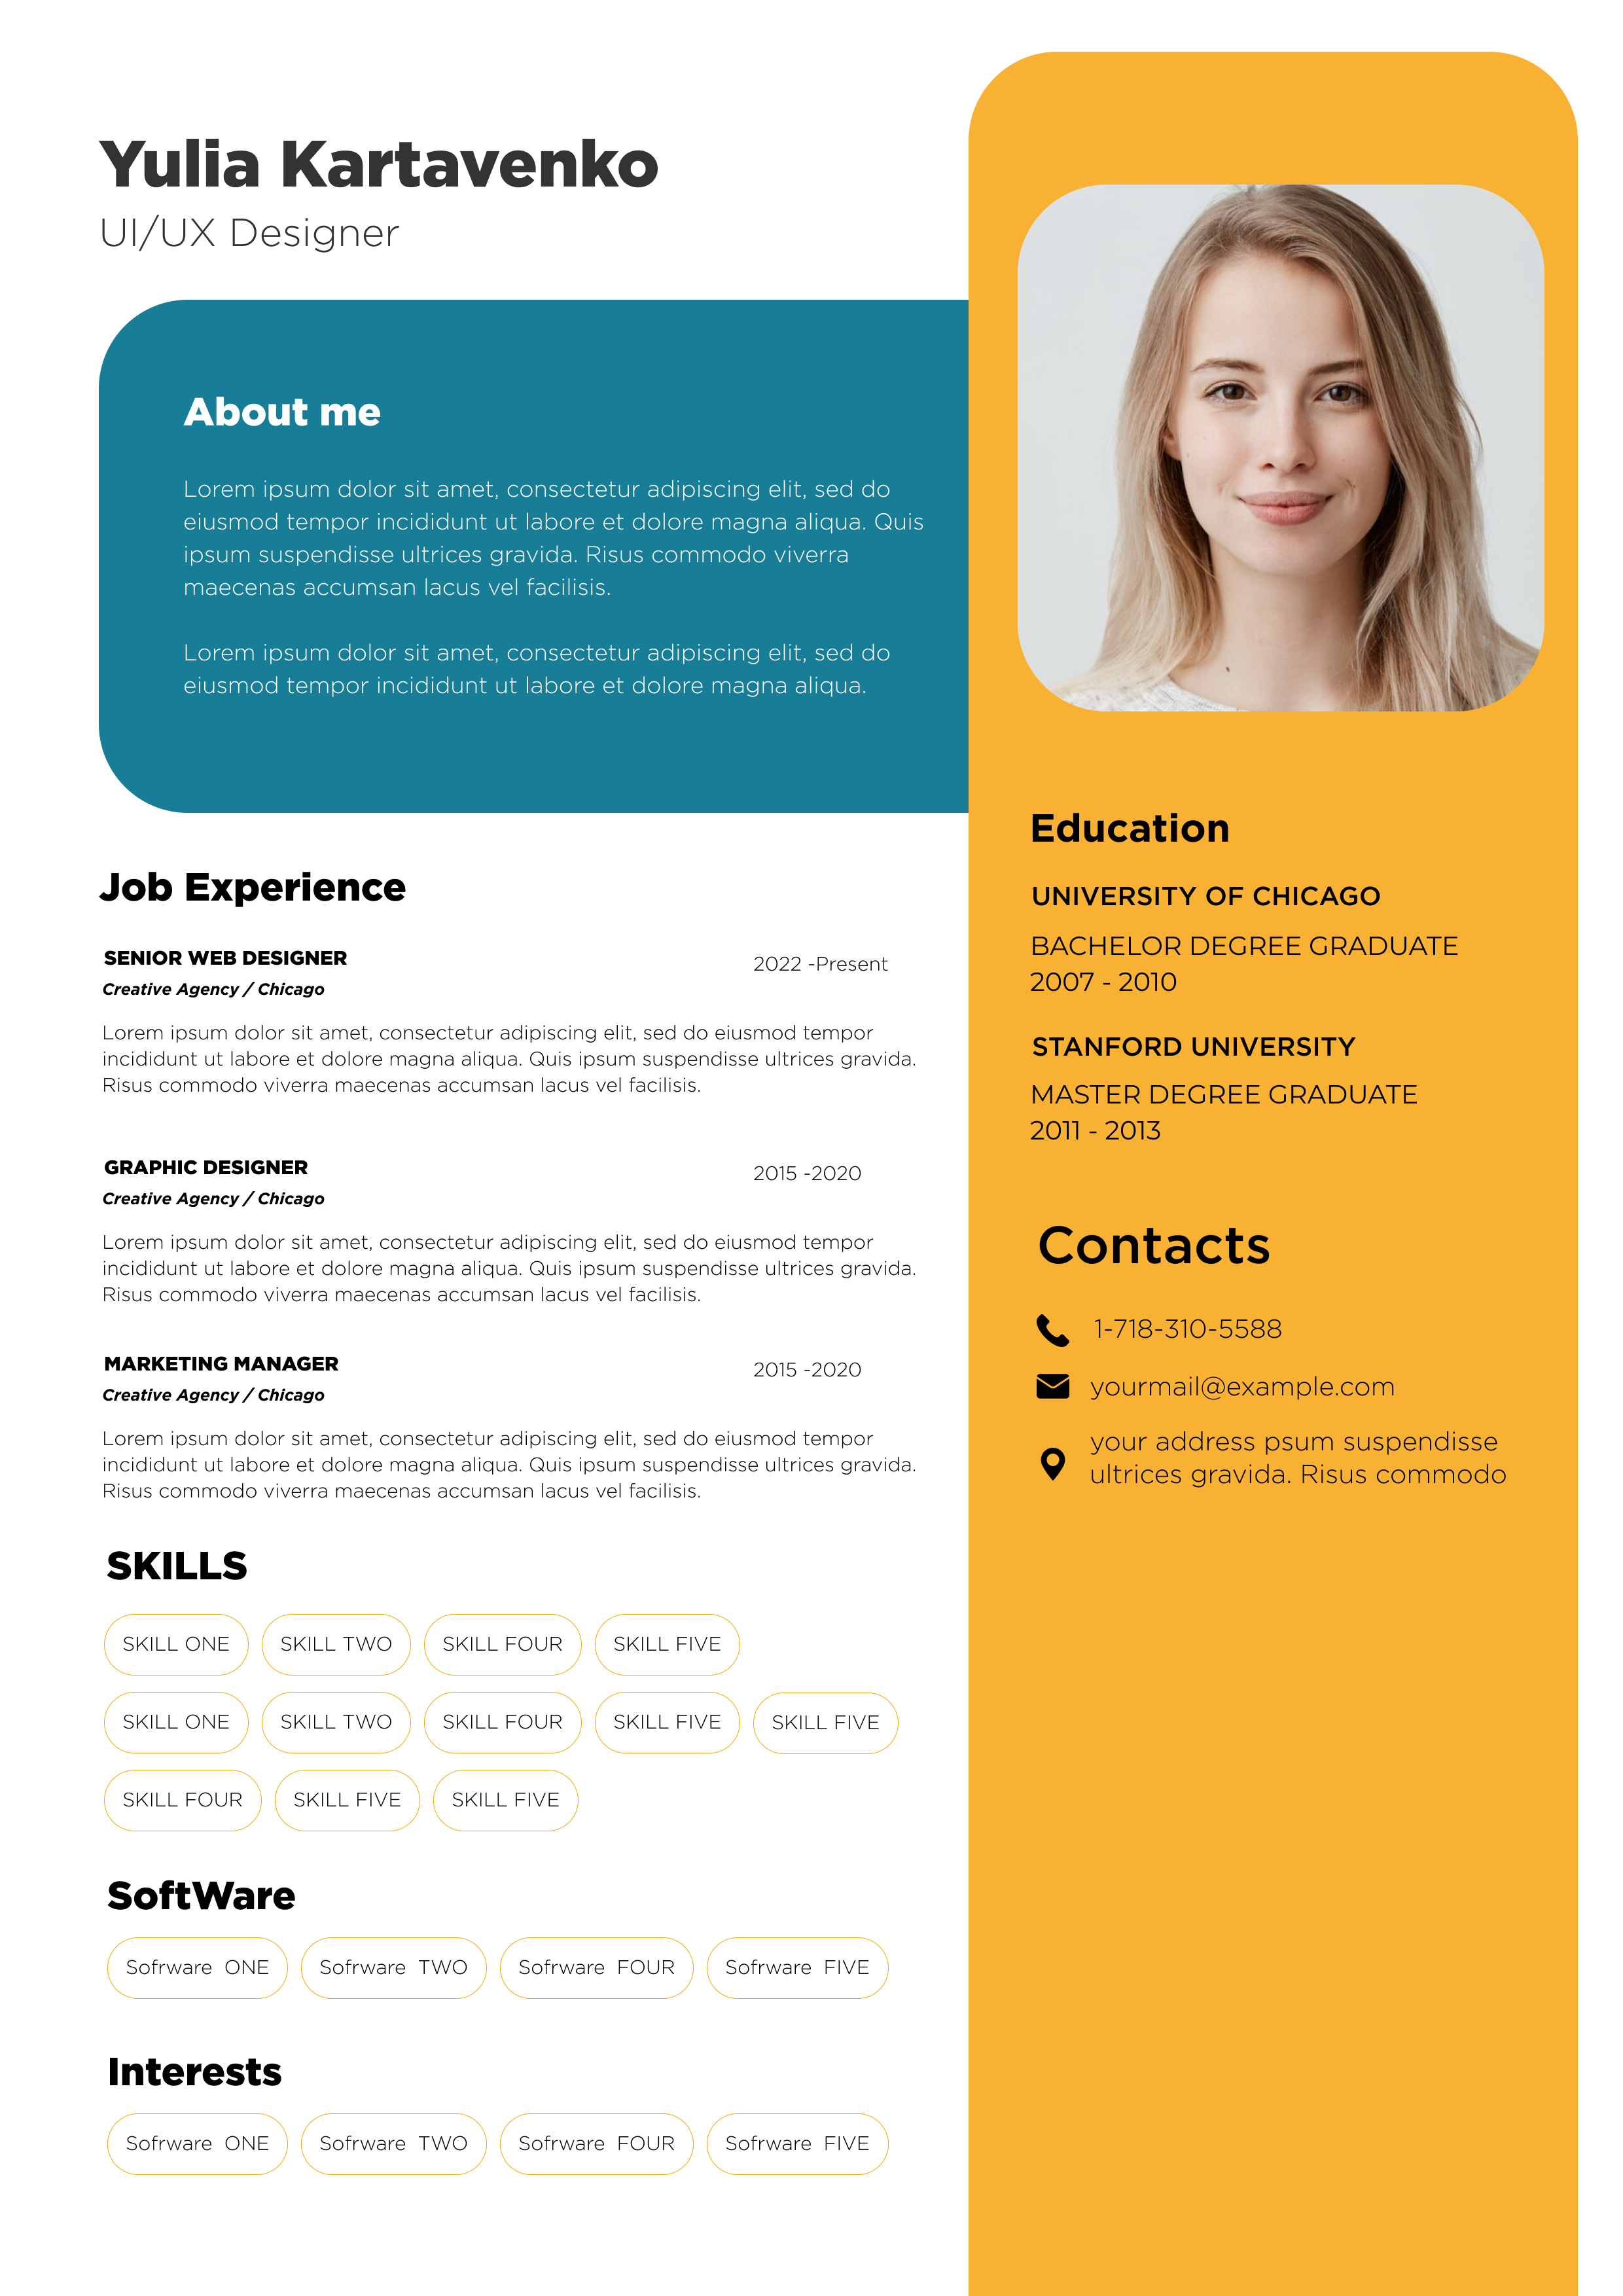 Yulia Kartavenko
UI/UX Designer
About me
Lorem ipsum dolor sit amet, consectetur adipiscing elit, sed do
eiusmod tempor incididunt ut labore et dolore magna aliqua. Quis
ipsum suspendisse ultrices gravida. Risus commodo viverra
maecenas accumsan lacus vel facilisis.
Lorem ipsum dolor sit amet, consectetur adipiscing elit, sed do
eiusmod tempor incididunt ut labore et dolore magna aliqua.
Job Experience
SENIOR WEB DESIGNER
2022 -Present
Creative Agency / Chicago
Lorem ipsum dolor sit amet, consectetur adipiscing elit, sed do eiusmod tempor
incididunt ut labore et dolore magna aliqua. Quis ipsum suspendisse ultrices gravida.
Risus commodo viverra maecenas accumsan lacus vel facilisis.
GRAPHIC DESIGNER
2015 -2020
Creative Agency / Chicago
Lorem ipsum dolor sit amet, consectetur adipiscing elit, sed do eiusmod tempor
incididunt ut labore et dolore magna aliqua. Quis ipsum suspendisse ultrices gravida.
Risus commodo viverra maecenas accumsan lacus vel facilisis.
MARKETING MANAGER
2015 -2020
Creative Agency / Chicago
Lorem ipsum dolor sit amet, consectetur adipiscing elit, sed do eiusmod tempor
incididunt ut labore et dolore magna aliqua. Quis ipsum suspendisse ultrices gravida.
Risus commodo viverra maecenas accumsan lacus vel facilisis.
SKILLS
SKILL ONE SKILL TWO SKILL FOUR SKILL FIVE
SKILL ONE SKILL TWO SKILL FOUR SKILL FIVE SKILL FIVE
SKILL FOUR SKILL FIVE SKILL FIVE
SoftWare
Sofrware ONE Sofrware TWO Sofrware FOUR Sofrware FIVE
Interests
Sofrware ONE Sofrware TWO Sofrware FOUR Sofrware FIVE
Education
UNIVERSITY OF CHICAGO
BACHELOR DEGREE GRADUATE
2007 - 2010
STANFORD UNIVERSITY
MASTER DEGREE GRADUATE
2011 - 2013
Contacts
1-718-310-5588
yourmail@example.com
your address psum suspendisse
ultrices gravida. Risus commodo